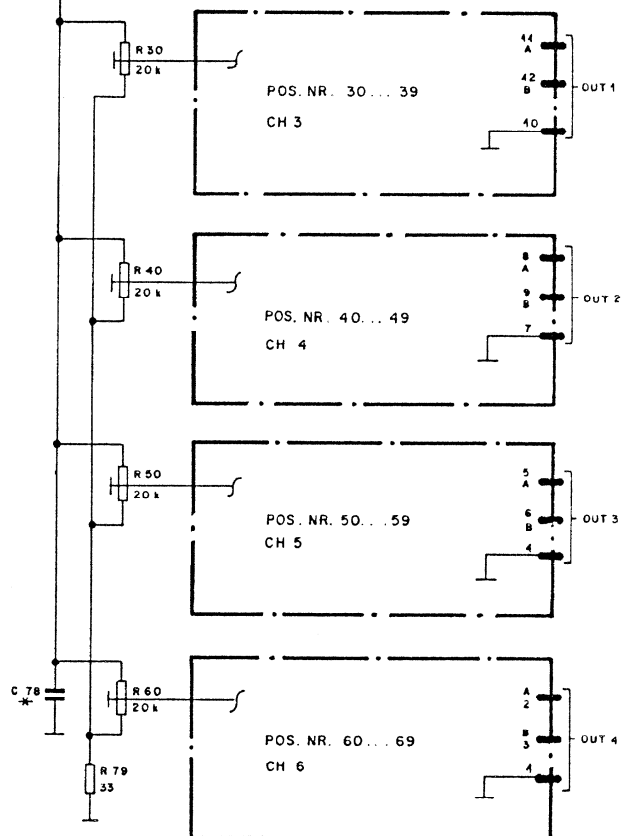 R 30
20 k
POS. NR. 30... 39
CH 3
11
A
12
B
10
OUT 1
R 40
20 k
POS. NR. 40... 49
CH 4
8
A
9
B
7
OUT 2
R 50
20 k
POS. NR. 50... 59
CH 5
5
A
6
B
4
OUT 3
C 78
*
R 60
20 k
POS. NR. 60... 69
CH 6
A
2
B
3
1
OUT 4
R 79
33